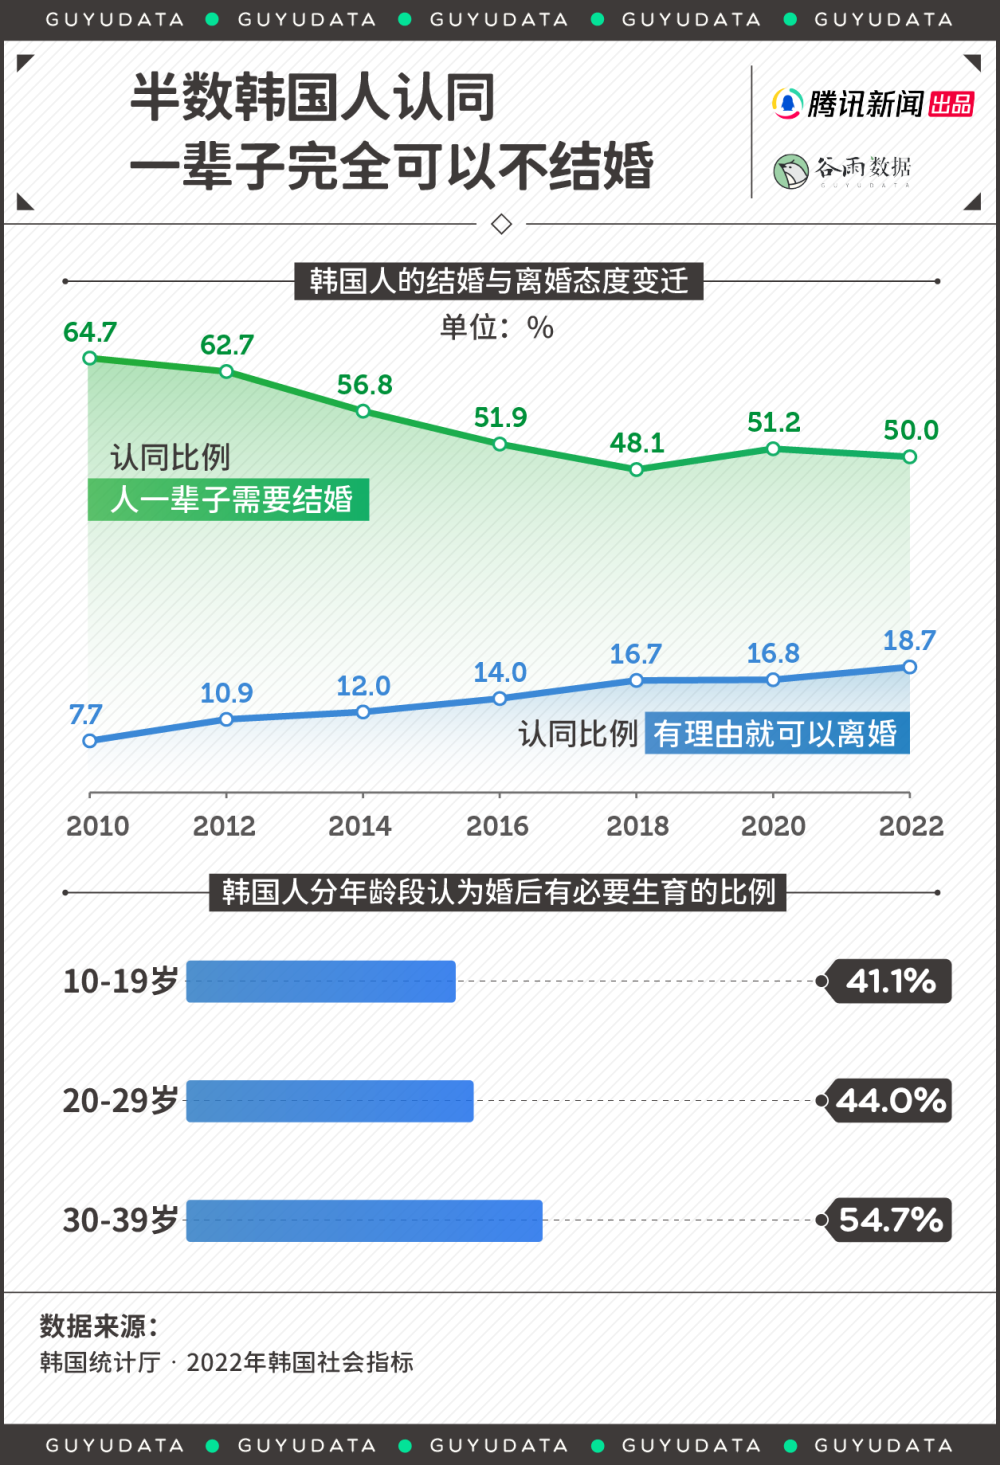 GUYUDATA ● GUYUDATA ● GUYUDATA ● GUYUDATA ● GUYUDATA
半数韩国人认同
一辈子完全可以不结婚
腾讯新闻 出品
谷雨数据
GUYUDATA
韩国人的结婚与离婚态度变迁
单位：%
64.7
62.7
56.8
51.9
48.1
51.2
50.0
认同比例
人一辈子需要结婚
7.7
10.9
12.0
14.0
16.7
16.8
18.7
认同比例 有理由就可以离婚
2010 2012 2014 2016 2018 2020 2022
韩国人分年龄段认为婚后有必要生育的比例
10-19岁 41.1%
20-29岁 44.0%
30-39岁 54.7%
数据来源：
韩国统计厅 · 2022年韩国社会指标
GUYUDATA ● GUYUDATA ● GUYUDATA ● GUYUDATA ● GUYUDATA